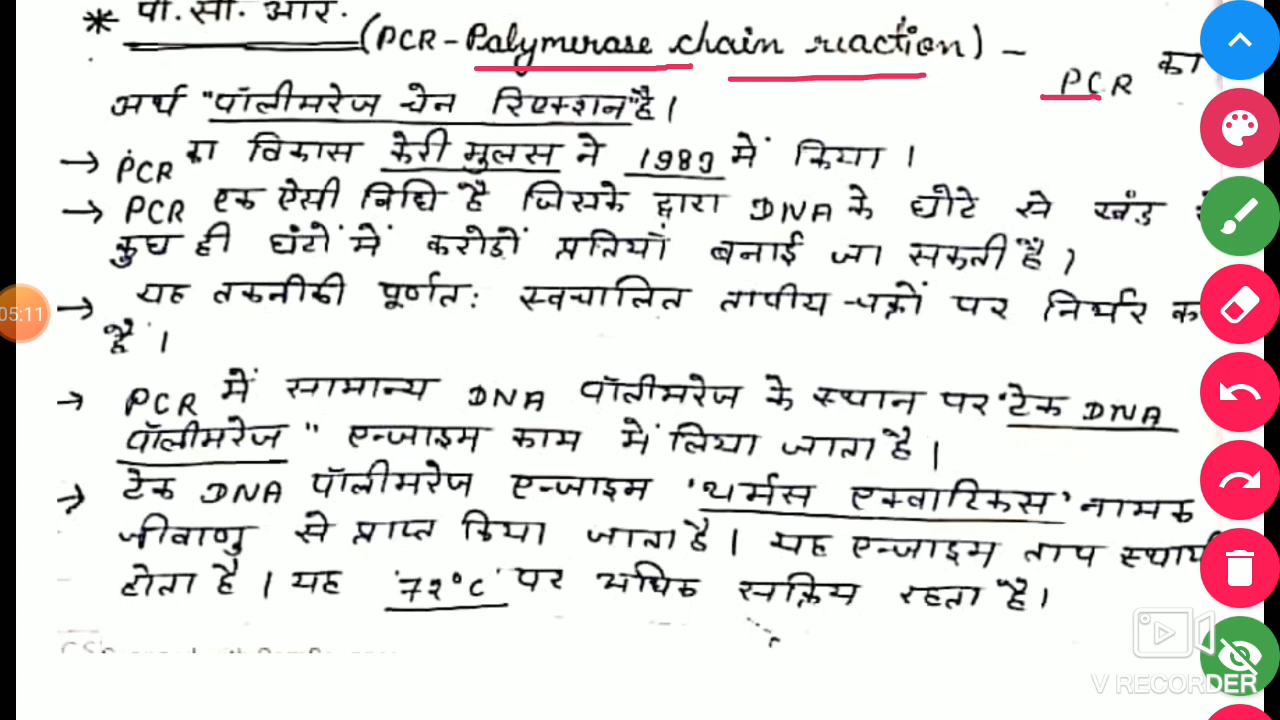 * पी.सी. आर. (PCR-Polymerase chain reaction) - PCR का
अर्थ "पॉलीमरेज चेन रिएक्शन" है।
→ PCR का विकास केरी मुलस ने 1983 में किया।
→ PCR एक ऐसी विधि है जिसके द्वारा DNA के छोटे से खंड
कुछ ही घंटों में करोडों प्रतियाँ बनाई जा सकती है।
→ यह तकनीकी पूर्णत: स्वचालित तापीय चक्रों पर निर्भर
है।
→ PCR में सामान्य DNA पॉलीमरेज के स्थान पर "टेक DNA
पॉलीमरेज" एन्जाइम काम में लिया जाता है।
→ टेक DNA पॉलीमरेज एन्जाइम 'थर्मस एक्वाटिकस' नामक
जीवाणु से प्राप्त किया जाता है। यह एन्जाइम ताप स्थायी
होता है। यह '72°C' पर अधिक सक्रिय रहता है।
05:11
V RECORDER